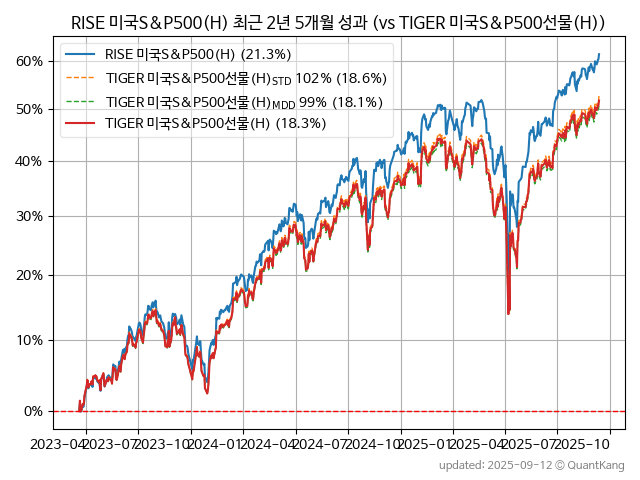 RISE 미국S&P500(H) 최근 2년 5개월 성과 (vs TIGER 미국S&P500선물(H))
RISE 미국S&P500(H) (21.3%)
TIGER 미국S&P500선물(H)STD 102% (18.6%)
TIGER 미국S&P500선물(H)MDD 99% (18.1%)
TIGER 미국S&P500선물(H) (18.3%)
60%
50%
40%
30%
20%
10%
0%
2023-04 2023-07 2023-10 2024-01 2024-04 2024-07 2024-10 2025-01 2025-04 2025-07 2025-10
updated: 2025-09-12 © QuantKang